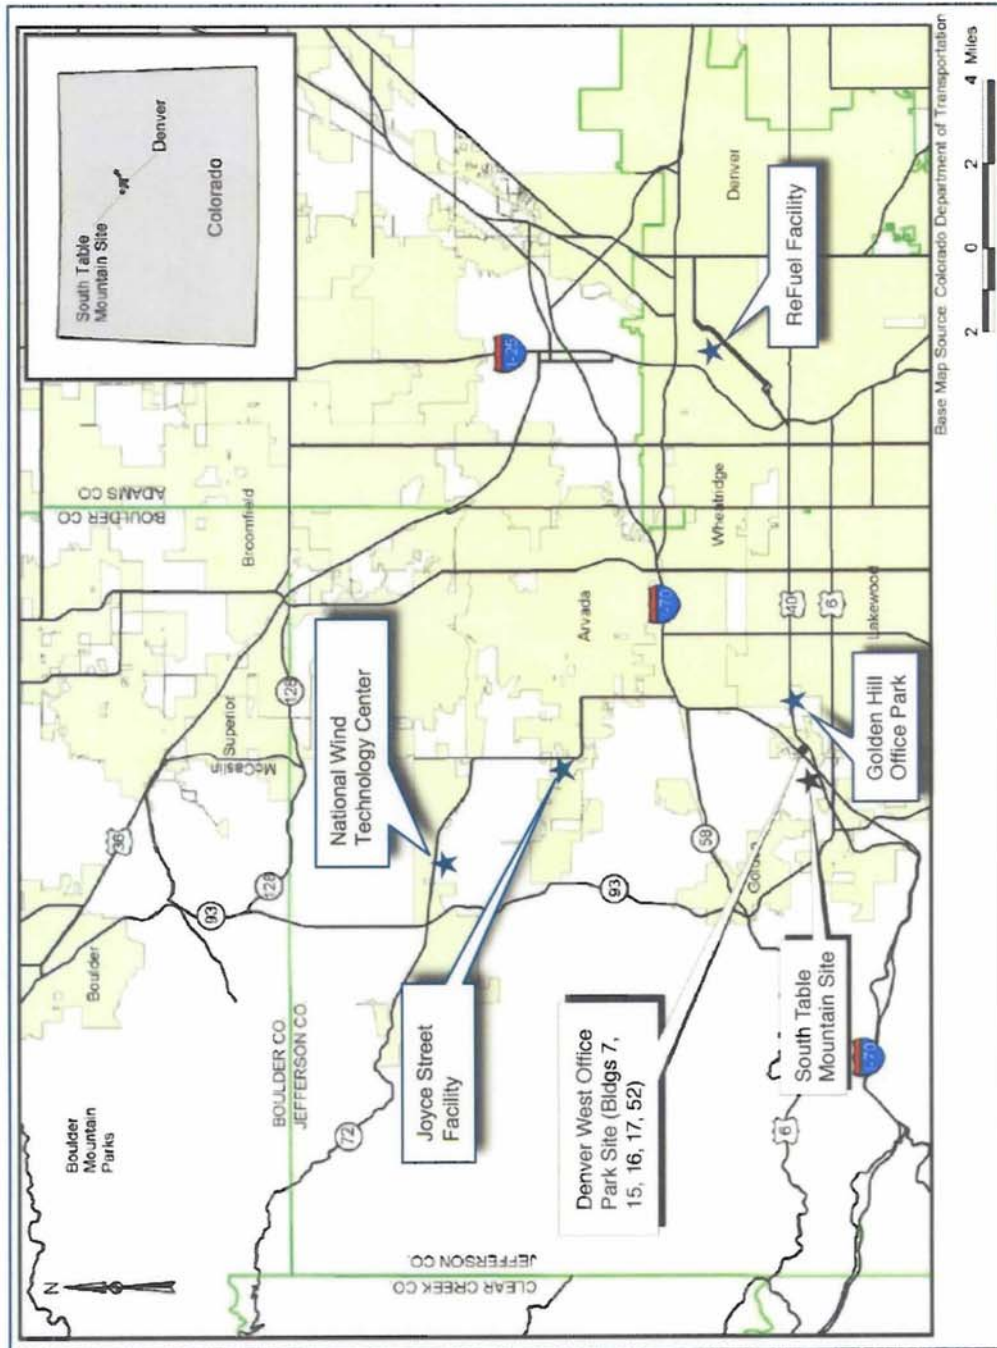 N
Boulder
Mountain
Parks
Boulder
36
Superior
McCaslin
Broomfield
BOULDER CO
ADAMS CO
South Table
Mountain Site
Denver
Colorado
93
128
128
BOULDER CO
JEFFERSON CO
72
National Wind
Technology Center
I-25
CLEAR CREEK CO
JEFFERSON CO.
Joyce Street
Facility
93
Arvada
I-70
58
Wheatridge
Denver
Denver West Office
Park Site (Bldgs 7,
15, 16, 17, 52)
ReFuel Facility
40
6
Lakewood
South Table
Mountain Site
Golden Hill
Office Park
6
I-70
Base Map Source Colorado Department of Transportation
2 0 2 4 Miles